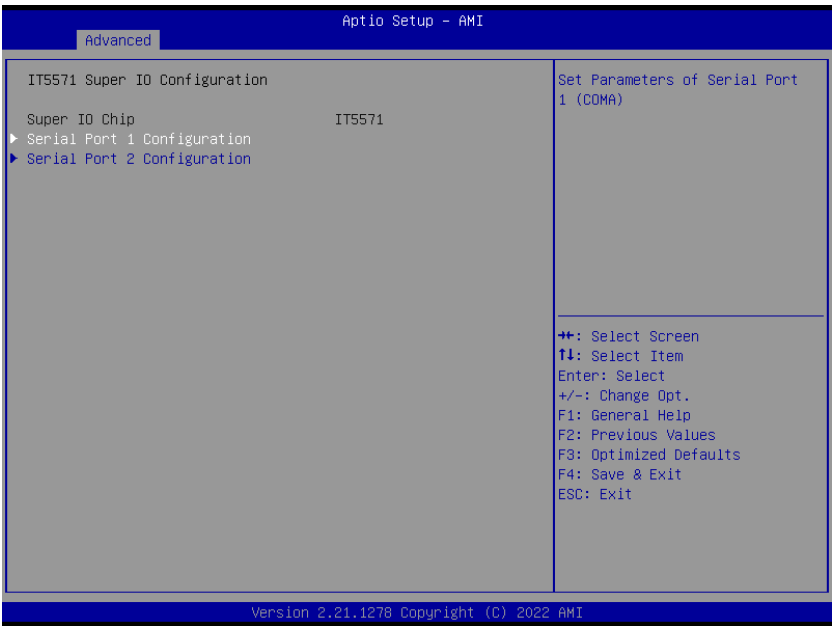 Aptio Setup - AMI
Advanced
IT5571 Super IO Configuration
Super IO Chip IT5571
▶ Serial Port 1 Configuration
▶ Serial Port 2 Configuration
Set Parameters of Serial Port
1 (COMA)
→←: Select Screen
↑↓: Select Item
Enter: Select
+/-: Change Opt.
F1: General Help
F2: Previous Values
F3: Optimized Defaults
F4: Save & Exit
ESC: Exit
Version 2.21.1278 Copyright (C) 2022 AMI